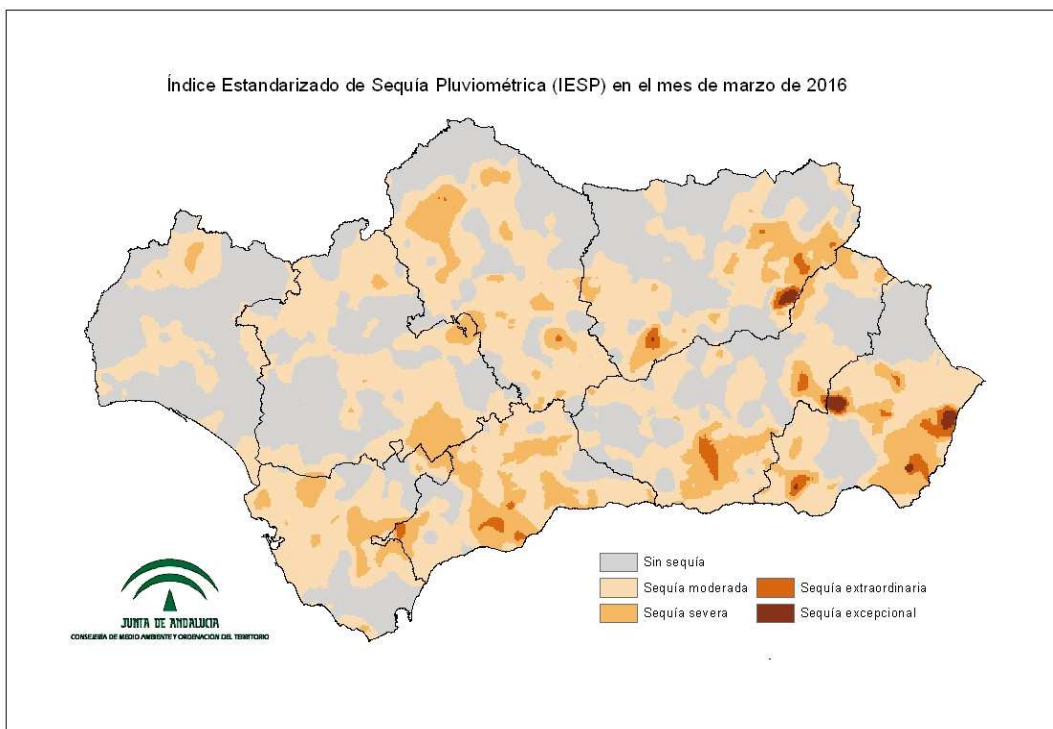 Índice Estandarizado de Sequía Pluviométrica (IESP) en el mes de marzo de 2016
Sin sequía
Sequía moderada
Sequía extraordinaria
Sequía severa
Sequía excepcional
JUNTA DE ANDALUCIA
CONSEJERÍA DE MEDIO AMBIENTE Y ORDENACIÓN DEL TERRITORIO